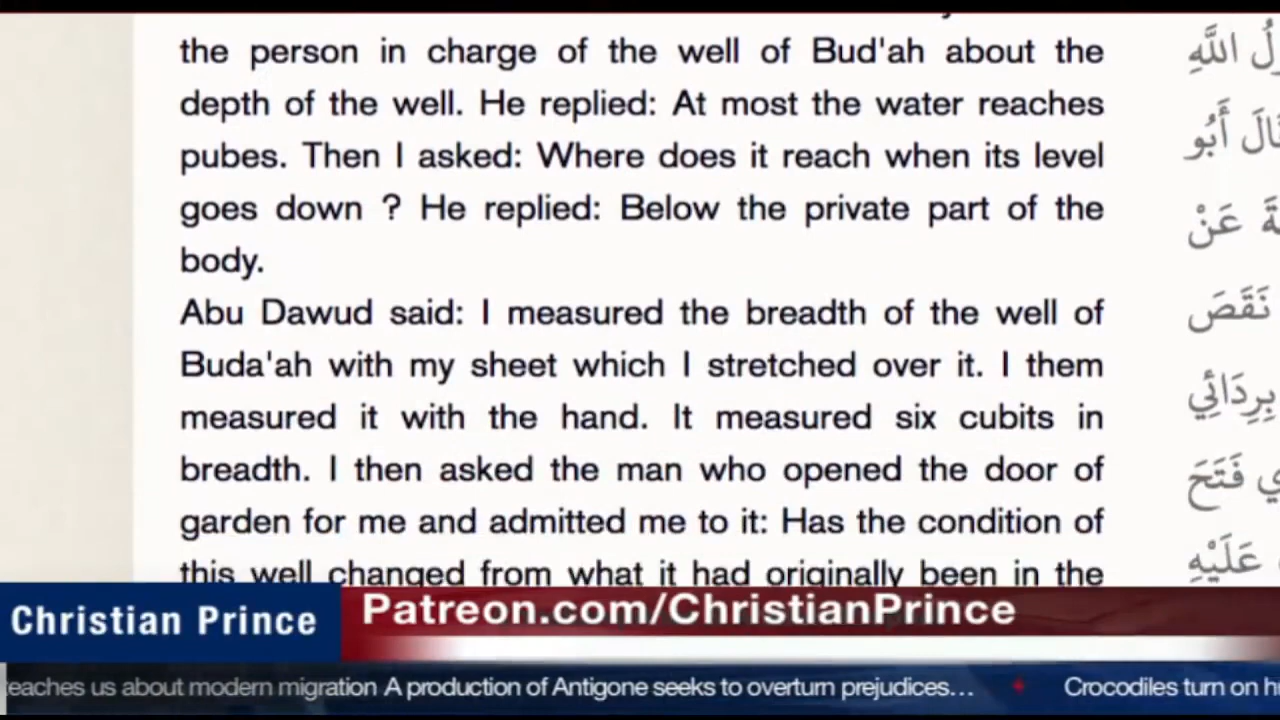 the person in charge of the well of Bud'ah about the
depth of the well. He replied: At most the water reaches
pubes. Then I asked: Where does it reach when its level
goes down ? He replied: Below the private part of the
body.
Abu Dawud said: I measured the breadth of the well of
Buda'ah with my sheet which I stretched over it. I them
measured it with the hand. It measured six cubits in
breadth. I then asked the man who opened the door of
garden for me and admitted me to it: Has the condition of
this well changed from what it had originally been in the
اللَّهِ
أَبُو
عَنْ
نَقَصَ
بِرِدَائِي
فَتَحَ
عَلَيْهِ
Christian Prince
Patreon.com/ChristianPrince
eaches us about modern migration A production of Antigone seeks to overturn prejudices... Crocodiles turn on